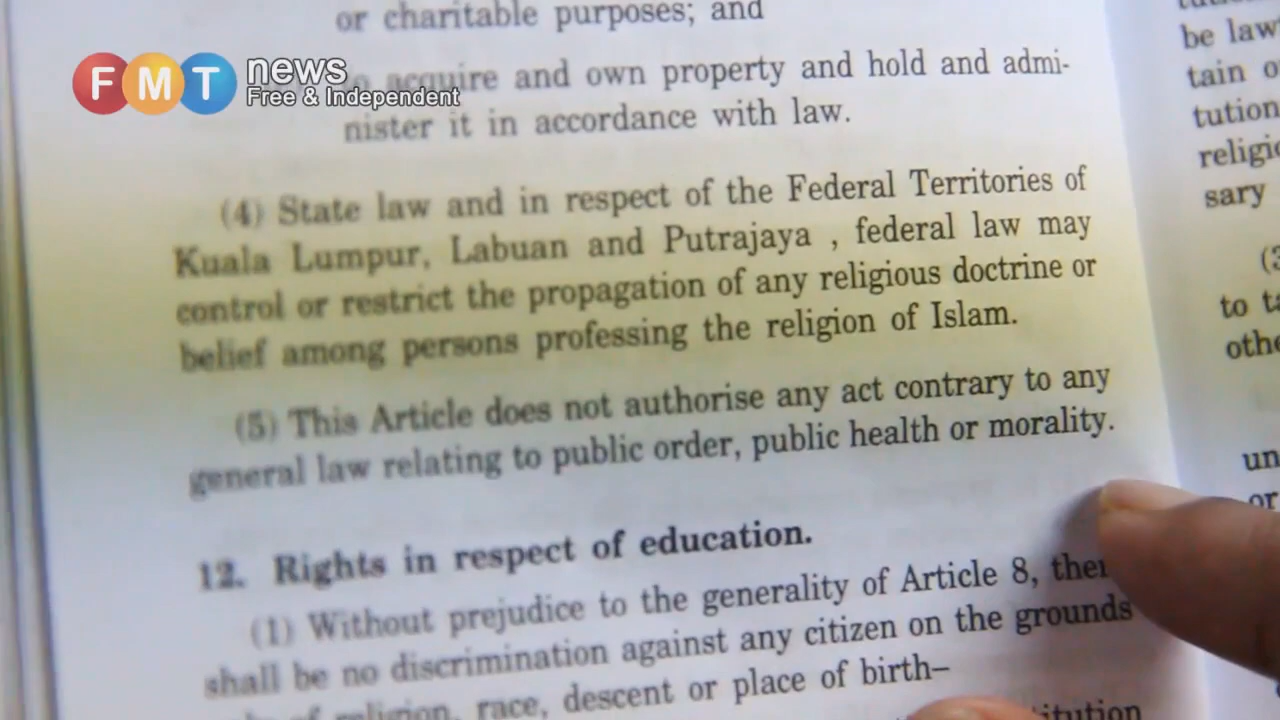 or charitable purposes; and
FMT news
Free & Independent
acquire and own property and hold and admi-
nister it in accordance with law.
(4) State law and in respect of the Federal Territories of
Kuala Lumpur, Labuan and Putrajaya , federal law may
control or restrict the propagation of any religious doctrine or
belief among persons professing the religion of Islam.
(5) This Article does not authorise any act contrary to any
general law relating to public order, public health or morality.
12. Rights in respect of education.
(1) Without prejudice to the generality of Article 8,
shall be no discrimination against any citizen on the grounds
of religion, race, descent or place of birth–
be law
tain
tution
sary
to
un
or